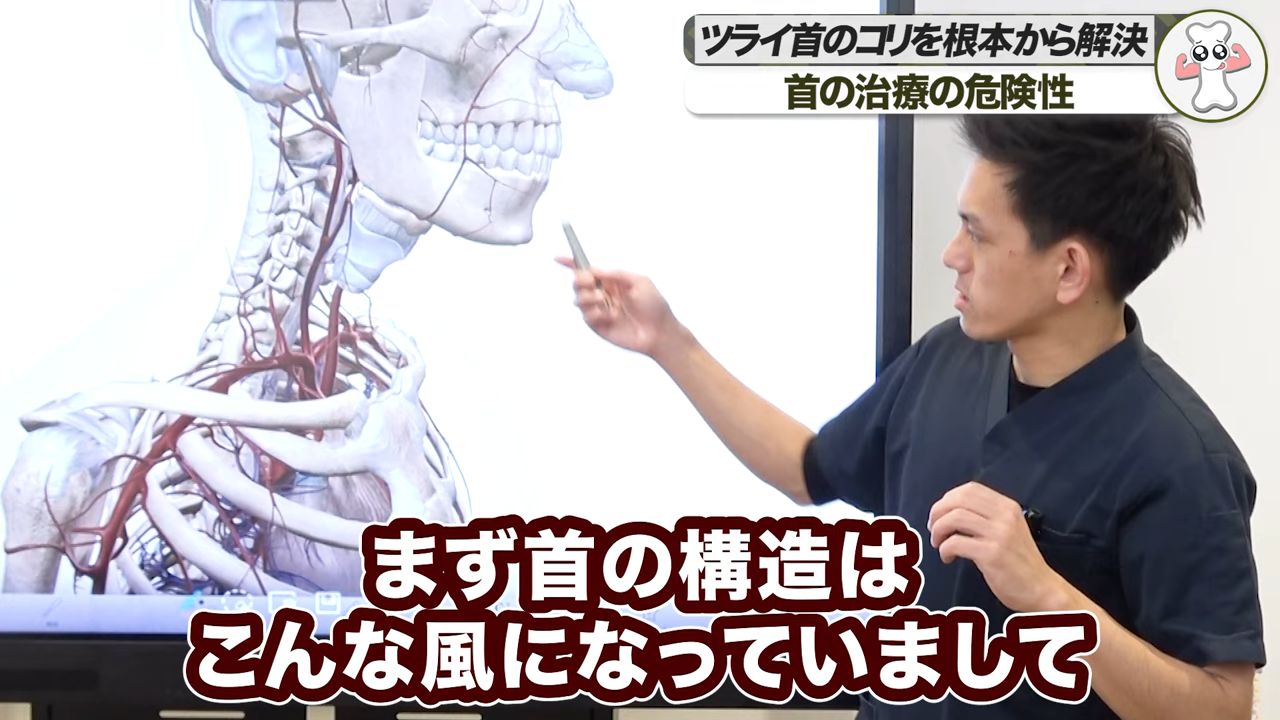 ツライ首のコリを根本から解決
首の治療の危険性
まず首の構造は
こんな風になっていまして